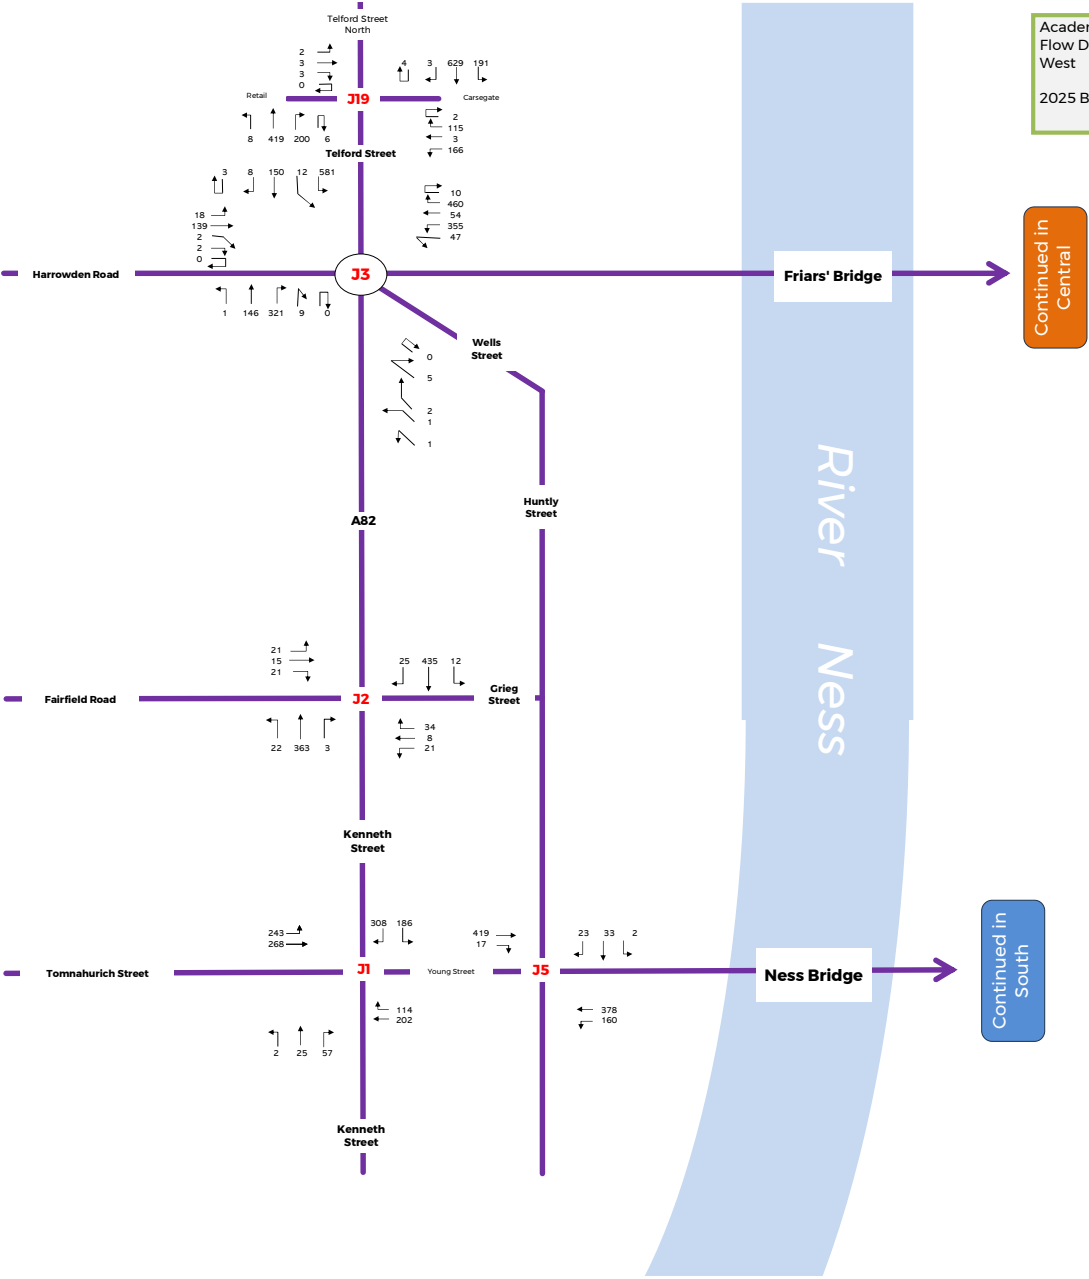 Telford Street
North
Academ
Flow D
West
2025 B
2
3
3
0
4 3 629 191
Retail
J19
Carsegate
8 419 200 6
2
115
3
166
Telford Street
3 8 150 12 581
18
139
2
2
0
10
460
54
355
47
Harrowden Road
J3
Friars' Bridge
Continued in
Central
1 146 321 9 0
Wells
Street
0
5
2
1
1
River Ness
Huntly
Street
A82
21
15
21
25 435 12
Fairfield Road
J2
Grieg
Street
22 363 3
34
8
21
Kenneth
Street
243
268
308 186
419
17
23 33 2
Tomnahurich Street
J1
Young Street
J5
Ness Bridge
Continued in
South
114
202
378
160
2 25 57
Kenneth
Street